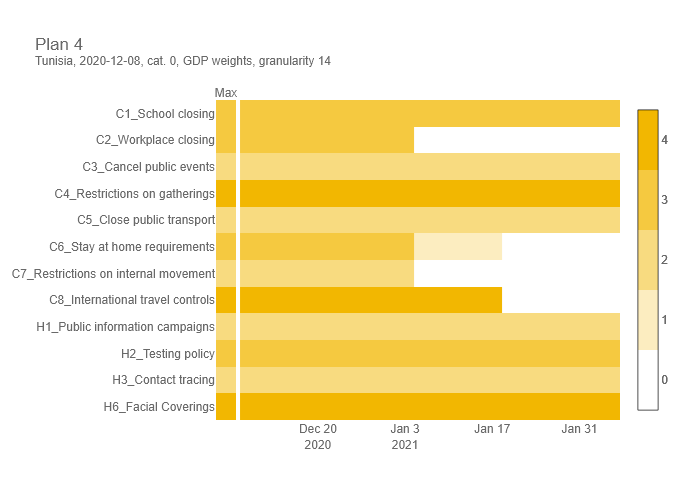 Plan 4
Tunisia, 2020-12-08, cat. 0, GDP weights, granularity 14
Max
C1_School closing
C2_Workplace closing
C3_Cancel public events
C4_Restrictions on gatherings
C5_Close public transport
C6_Stay at home requirements
C7_Restrictions on internal movement
C8_International travel controls
H1_Public information campaigns
H2_Testing policy
H3_Contact tracing
H6_Facial Coverings
Dec 20 Jan 3 Jan 17 Jan 31
2020 2021
4
3
2
1
0